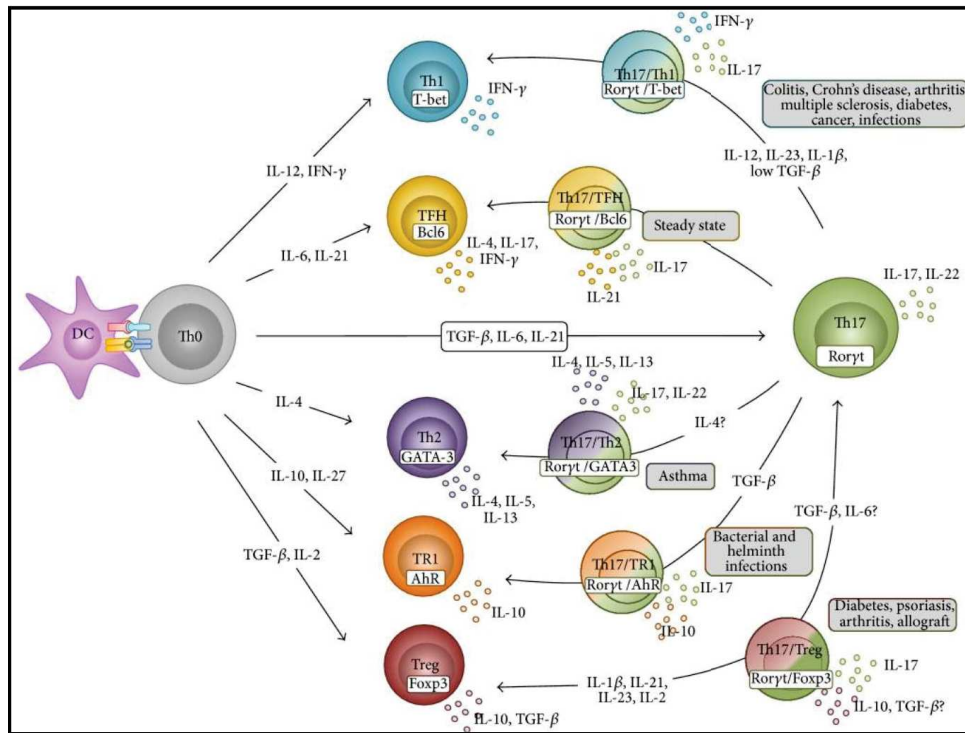 IFN-γ
Th17/Th1
Rorγt /T-bet
IL-17
Th1
T-bet
IFN-γ
Colitis, Crohn's disease, arthritis
multiple sclerosis, diabetes,
cancer, infections
IL-12, IFN-γ
IL-12, IL-23, IL-1β,
low TGF-β
TFH
Bcl6
Th17/TFH
Rorγt /Bcl6
Steady state
IL-6, IL-21
IL-4, IL-17,
IFN-γ
IL-17
IL-21
IL-17, IL-22
DC
Th0
TGF-β, IL-6, IL-21
Th17
Rorγt
IL-4, IL-5, IL-13
IL-17, IL-22
IL-4
IL-4?
Th2
GATA-3
Th17/Th2
Rorγt /GATA3
Asthma
IL-4, IL-5,
IL-13
IL-10, IL-27
TGF-β
TGF-β, IL-6?
TGF-β, IL-2
TR1
AhR
IL-10
Th17/TR1
Rorγt /AhR
IL-17
IL-10
Bacterial and
helminth
infections
Diabetes, psoriasis,
arthritis, allograft
Treg
Foxp3
IL-10, TGF-β
IL-1β, IL-21,
IL-23, IL-2
Th17/Treg
Rorγt/Foxp3
IL-17
IL-10, TGF-β?